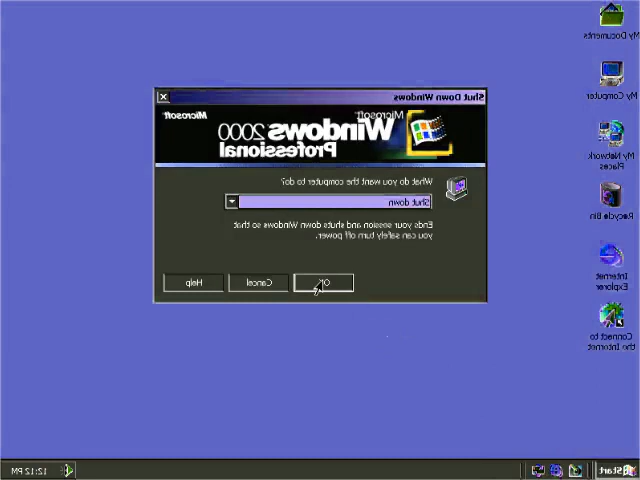 My Documents
My Computer
My Network
Places
Recycle Bin
Internet
Explorer
Connect to
the Internet
Shut Down Windows
Microsoft
Microsoft
Windows 2000
Professional
What do you want the computer to do?
Shut down
Ends your session and shuts down Windows so that
you can safely turn off power.
OK
Cancel
Help
Start
12:12 PM